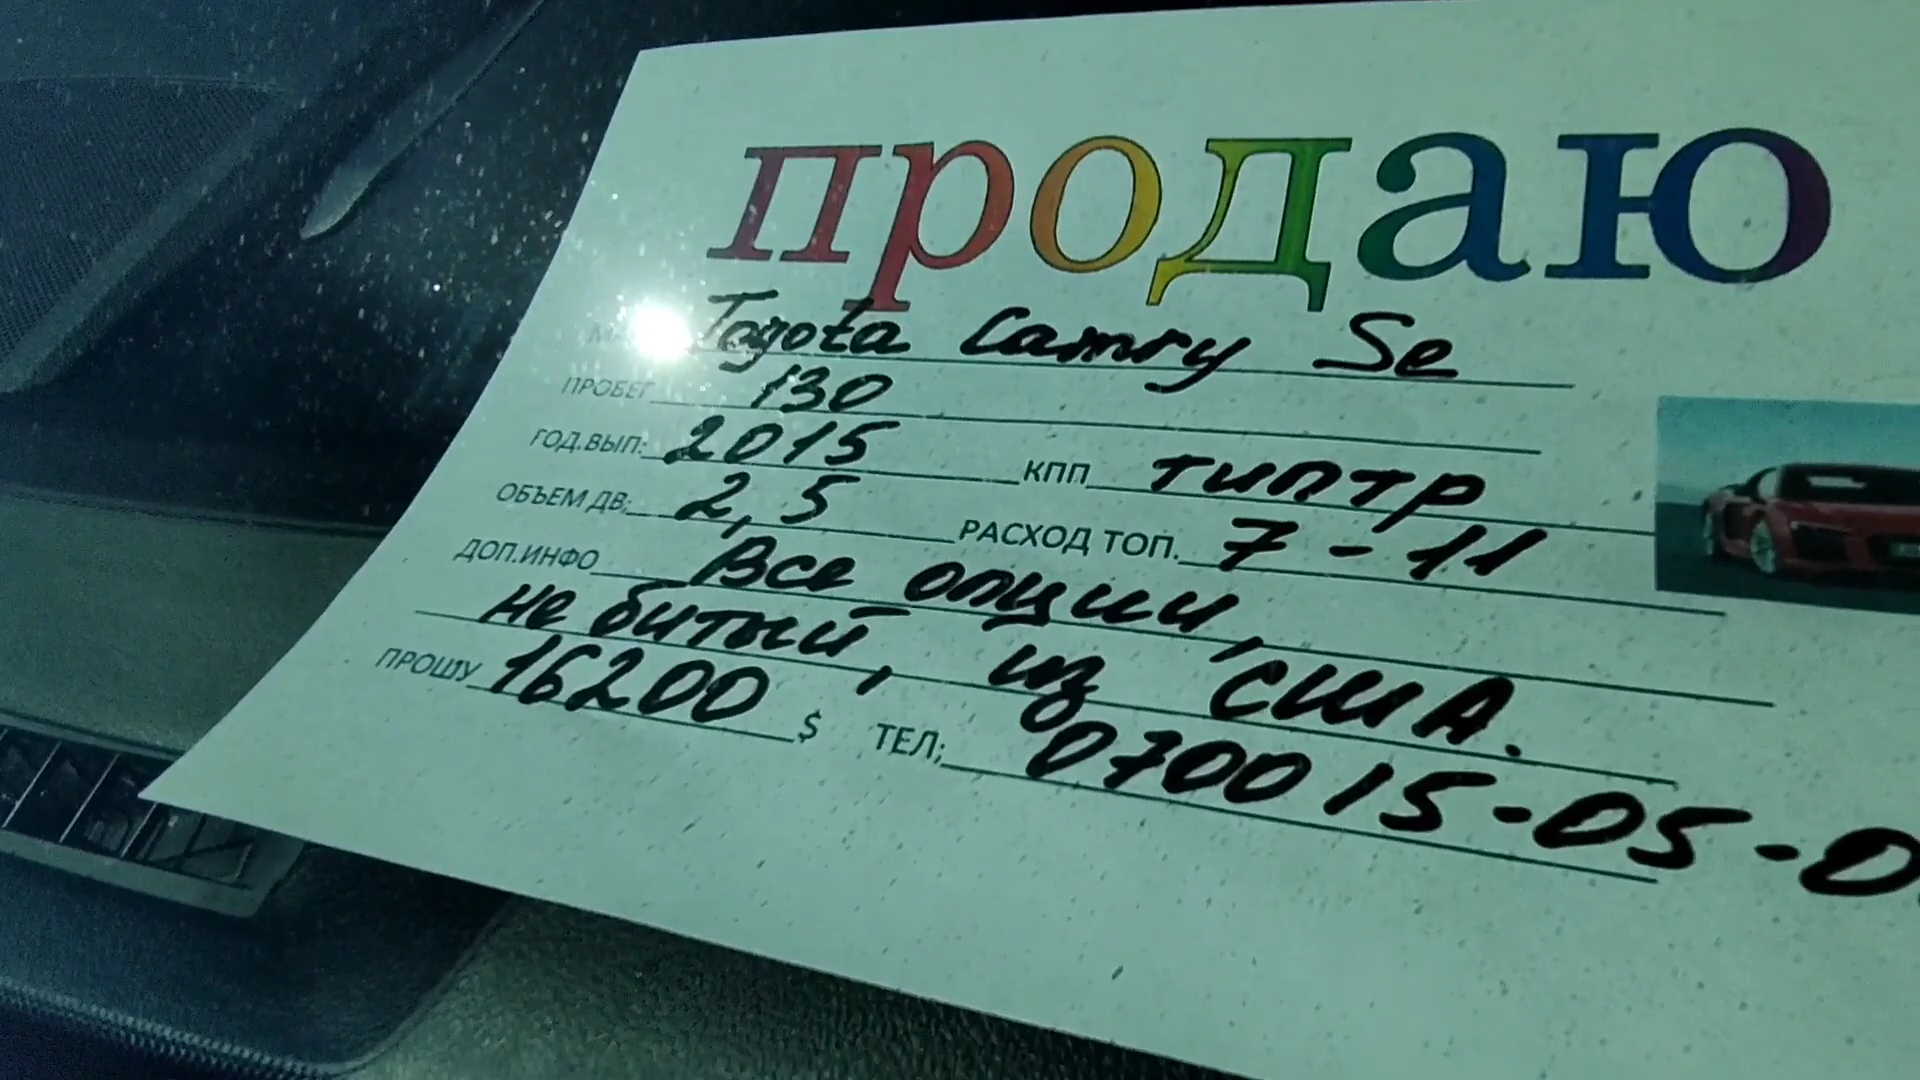 продаю
Toyota Camry Se
ПРОБЕГ 130
ГОД.ВЫП: 2015 КПП типтр
ОБЪЕМ ДВ: 2,5 РАСХОД ТОП. 7-11
ДОП.ИНФО Все опции,
не битый, из США.
ПРОШУ 16200 $ ТЕЛ; 070015-05-0